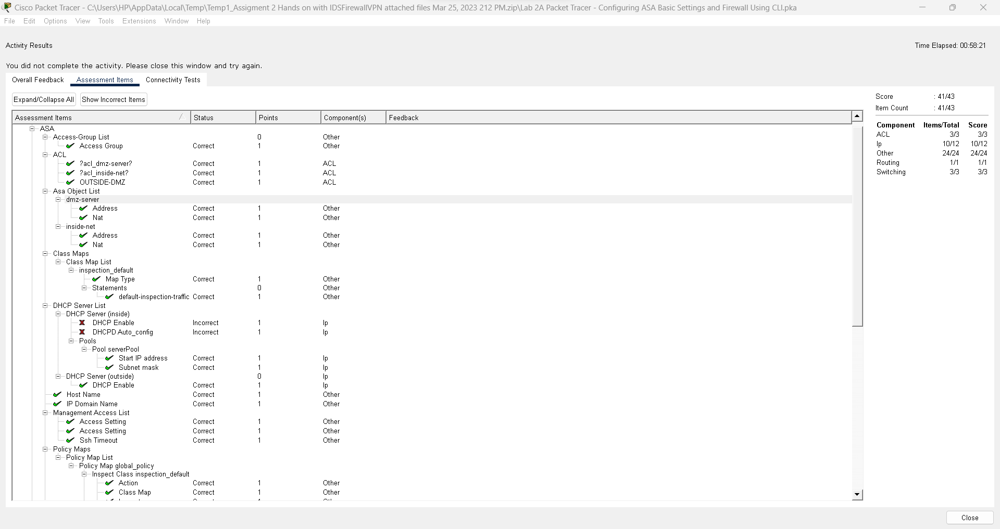 Cisco Packet Tracer - C:\Users\HP\AppData\Local\Temp\Temp1_Assigment 2 Hands on with IDSFirewallVPN attached files Mar 25, 2023 212 PM.zip\Lab 2A Packet Tracer - Configuring ASA Basic Settings and Firewall Using CLI.pka
File Edit Options View Tools Extensions Window Help
Activity Results Time Elapsed: 00:58:21
You did not complete the activity. Please close this window and try again.
Overall Feedback Assessment Items Connectivity Tests
Expand/Collapse All Show Incorrect Items
Assessment Items Status Points Component(s) Feedback
ASA
Access-Group List 0 Other
Access Group Correct 1 Other
ACL
?acl_dmz-server? Correct 1 ACL
?acl_inside-net? Correct 1 ACL
OUTSIDE-DMZ Correct 1 ACL
Asa Object List
dmz-server
Address Correct 1 Other
Nat Correct 1 Other
inside-net
Address Correct 1 Other
Nat Correct 1 Other
Class Maps
Class Map List
inspection_default
Map Type Correct 1 Other
Statements 0 Other
default-inspection-traffic Correct 1 Other
DHCP Server List
DHCP Server (inside)
DHCP Enable Incorrect 1 Ip
DHCPD Auto_config Incorrect 1 Ip
Pools
Pool serverPool
Start IP address Correct 1 Ip
Subnet mask Correct 1 Ip
DHCP Server (outside) 0 Ip
DHCP Enable Correct 1 Ip
Host Name Correct 1 Other
IP Domain Name Correct 1 Other
Management Access List
Access Setting Correct 1 Other
Access Setting Correct 1 Other
Ssh Timeout Correct 1 Other
Policy Maps
Policy Map List
Policy Map global_policy
Inspect Class inspection_default
Action Correct 1 Other
Class Map Correct 1 Other
Score : 41/43
Item Count : 41/43
Component Items/Total Score
ACL 3/3 3/3
Ip 10/12 10/12
Other 24/24 24/24
Routing 1/1 1/1
Switching 3/3 3/3
Close